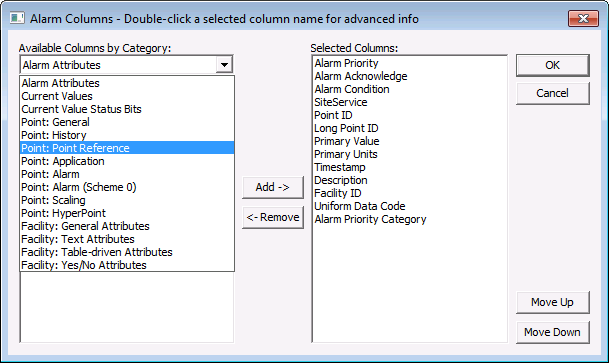 Alarm Columns - Double-click a selected column name for advanced info
Available Columns by Category:
Alarm Attributes
Alarm Attributes
Current Values
Current Value Status Bits
Point: General
Point: History
Point: Point Reference
Point: Application
Point: Alarm
Point: Alarm (Scheme 0)
Point: Scaling
Point: HyperPoint
Facility: General Attributes
Facility: Text Attributes
Facility: Table-driven Attributes
Facility: Yes/No Attributes
Add ->
<- Remove
Selected Columns:
Alarm Priority
Alarm Acknowledge
Alarm Condition
SiteService
Point ID
Long Point ID
Primary Value
Primary Units
Timestamp
Description
Facility ID
Uniform Data Code
Alarm Priority Category
OK
Cancel
Move Up
Move Down